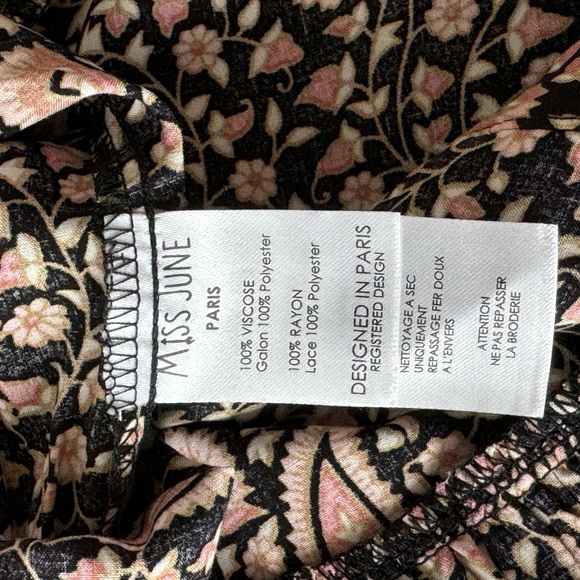 MiSS JUNE
PARIS
100% VISCOSE
Galon 100% Polyester
100% RAYON
Lace 100% Polyester
DESIGNED IN PARIS
REGISTERED DESIGN
NETTOYAGE A SEC
UNIQUEMENT
REPASSAGE FER DOUX
A L'ENVERS
ATTENTION
NE PAS REPASSER
LA BRODERIE